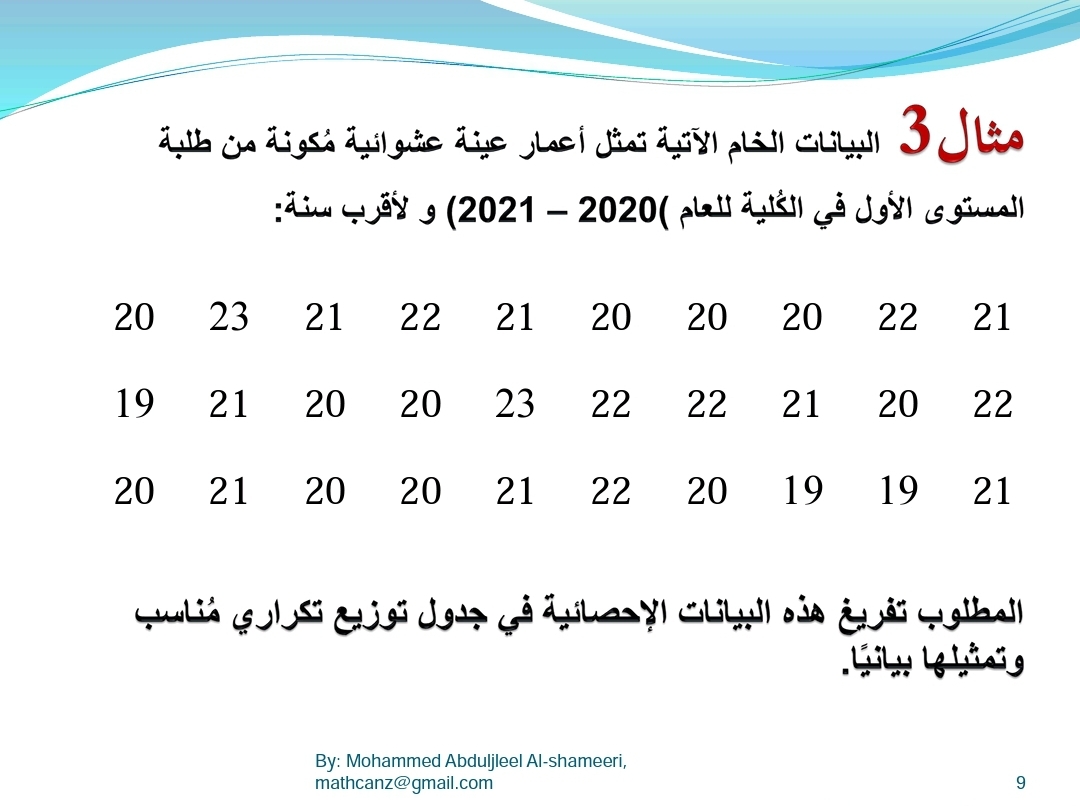 مثال3 البيانات الخام الآتية تمثل أعمار عينة عشوائية مُكونة من طلبة
المستوى الأول في الكُلية للعام )2020 – 2021) و لأقرب سنة:
20 23 21 22 21 20 20 20 22 21
19 21 20 20 23 22 22 21 20 22
20 21 20 20 21 22 20 19 19 21
المطلوب تفريغ هذه البيانات الإحصائية في جدول توزيع تكراري مُناسب
وتمثيلها بيانيًا.
By: Mohammed Abduljleel Al-shameeri,
mathcanz@gmail.com
9